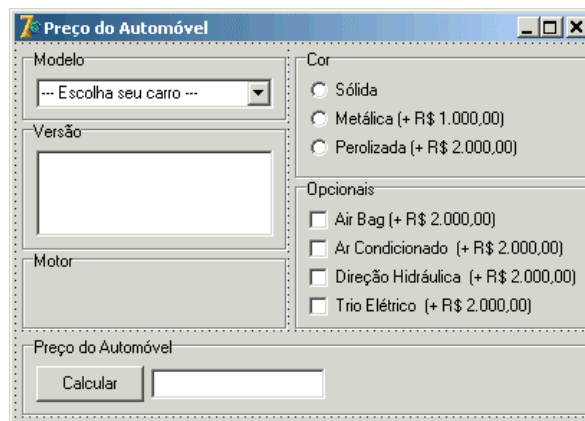 Preço do Automóvel
Modelo
--- Escolha seu carro ---
Versão
Motor
Cor
Sólida
Metálica (+ R$ 1.000,00)
Perolizada (+ R$ 2.000,00)
Opcionais
Air Bag (+ R$ 2.000,00)
Ar Condicionado (+ R$ 2.000,00)
Direção Hidráulica (+ R$ 2.000,00)
Trio Elétrico (+ R$ 2.000,00)
Preço do Automóvel
Calcular